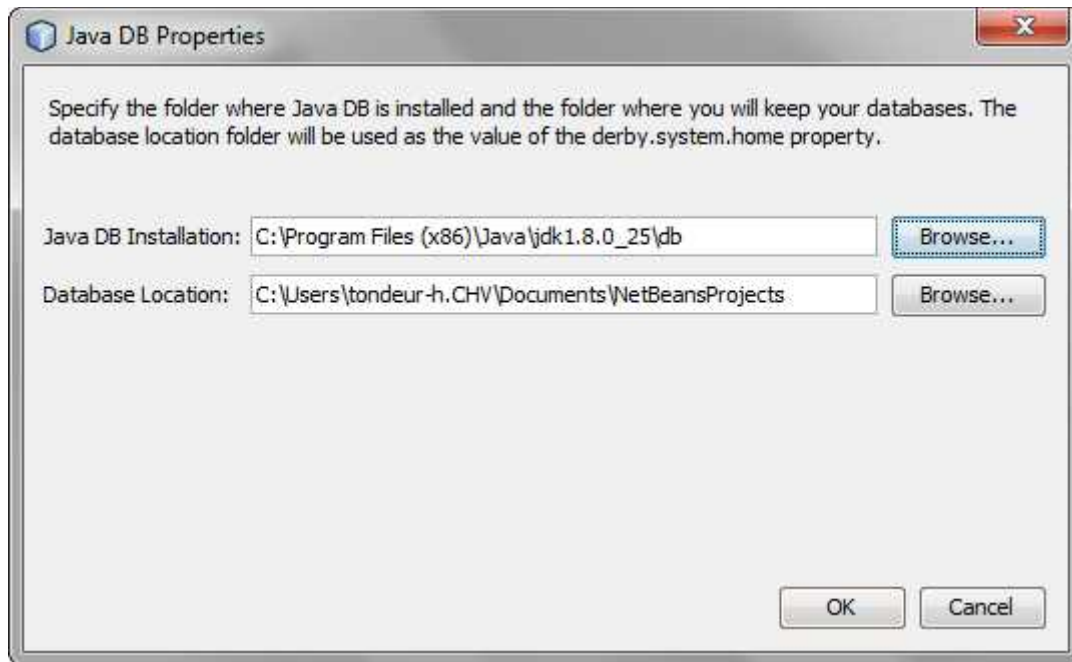 Java DB Properties
Specify the folder where Java DB is installed and the folder where you will keep your databases. The
database location folder will be used as the value of the derby.system.home property.
Java DB Installation: C:\Program Files (x86)\Java\jdk1.8.0_25\db Browse...
Database Location: C:\Users\tondeur-h.CHV\Documents\NetBeansProjects Browse...
OK Cancel